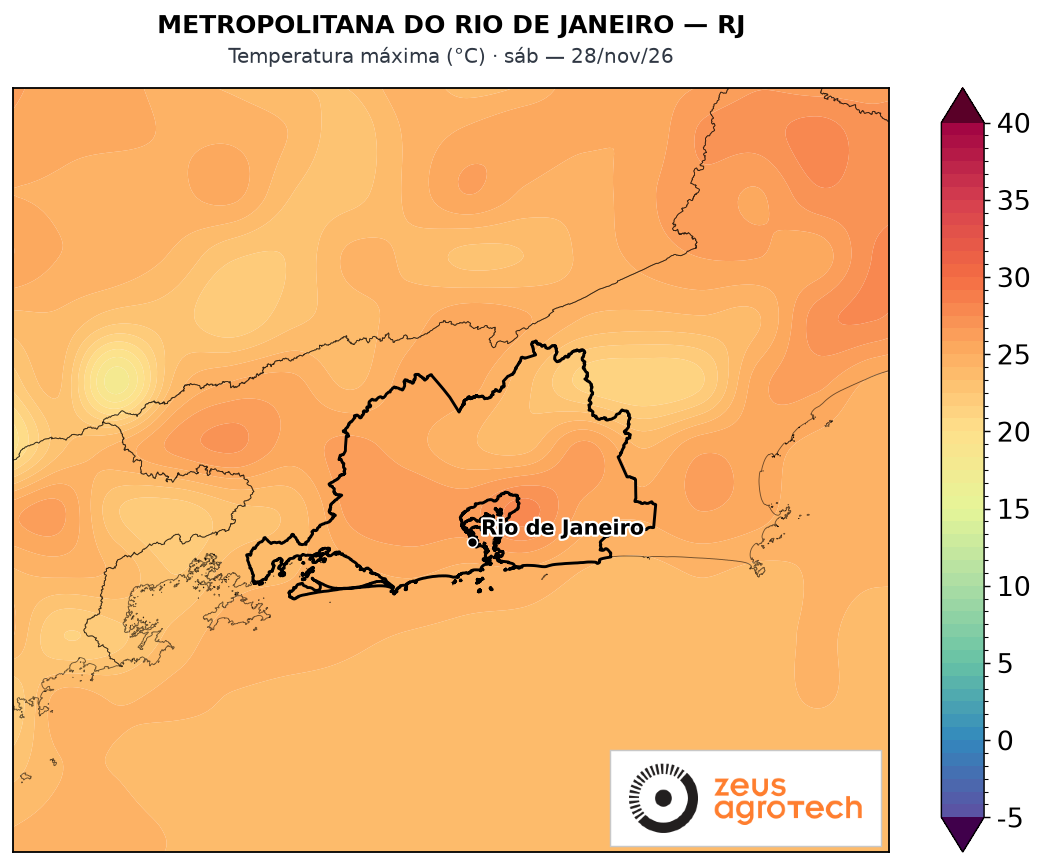 METROPOLITANA DO RIO DE JANEIRO — RJ
Temperatura máxima (°C) · sáb — 28/nov/26
40
35
30
25
20
15
10
5
0
-5
Rio de Janeiro
zeus
agrotech